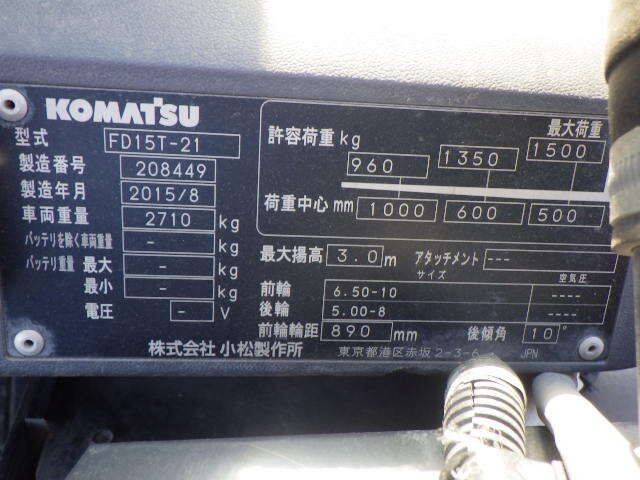 KOMATSU
型式 FD15T-21
製造番号 208449
製造年月 2015/8
車両重量 2710 kg
バッテリを除く車両重量 - kg
バッテリ重量 最大 - kg
最小 - kg
電圧 - V
許容荷重 kg 960 1350 最大荷重 1500
荷重中心 mm 1000 600 500
最大揚高 3.0 m アタッチメント ---
サイズ 空気圧
前輪 6.50-10 ----
後輪 5.00-8 ----
前輪輪距 890 mm 後傾角 10°
株式会社 小松製作所 東京都港区赤坂 2-3-6 JPN